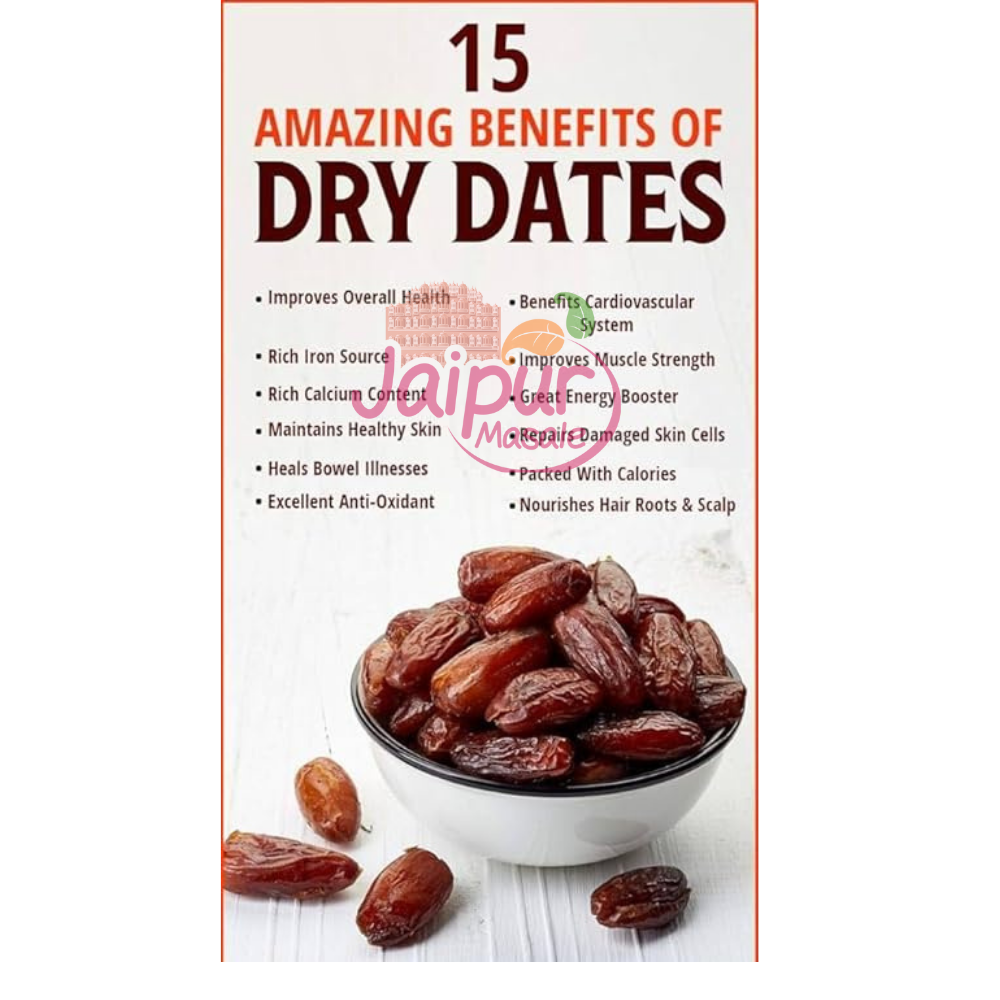 15
AMAZING BENEFITS OF
DRY DATES
▪ Improves Overall Health
▪ Rich Iron Source
▪ Rich Calcium Content
▪ Maintains Healthy Skin
▪ Heals Bowel Illnesses
▪ Excellent Anti-Oxidant
▪ Benefits Cardiovascular
System
▪ Improves Muscle Strength
▪ Great Energy Booster
▪ Repairs Damaged Skin Cells
▪ Packed With Calories
▪ Nourishes Hair Roots & Scalp
Jaipur
Masale